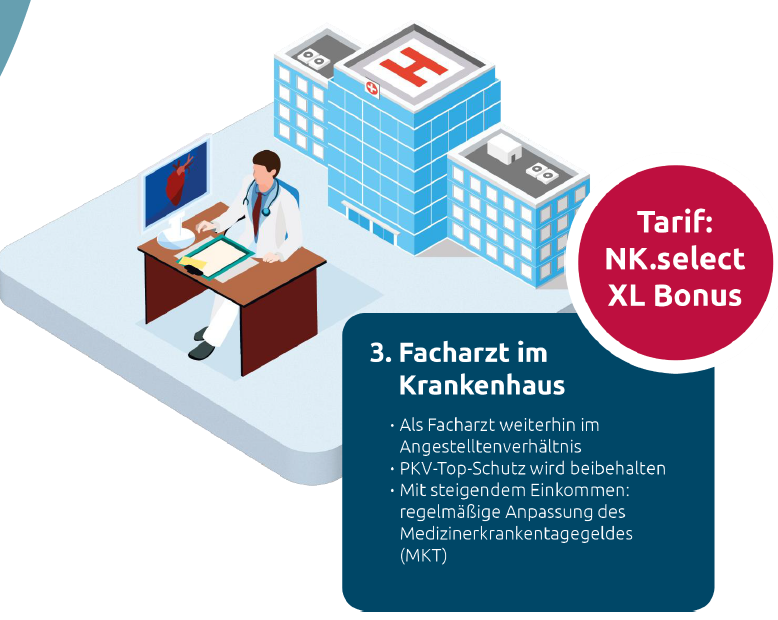 Tarif:
NK.select
XL Bonus
3. Facharzt im
Krankenhaus
· Als Facharzt weiterhin im
Angestelltenverhältnis
· PKV-Top-Schutz wird beibehalten
· Mit steigendem Einkommen:
regelmäßige Anpassung des
Medizinerkrankentagegeldes
(MKT)
H